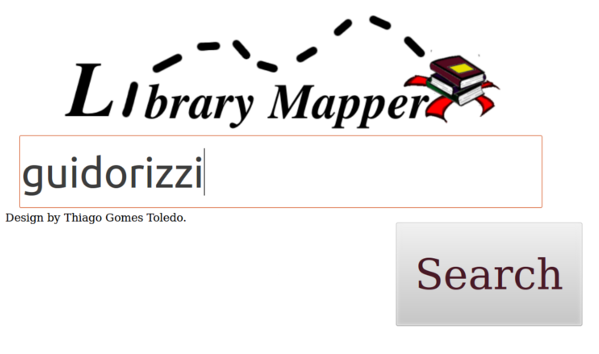 Library Mapper
guidorizzi
Design by Thiago Gomes Toledo.
Search